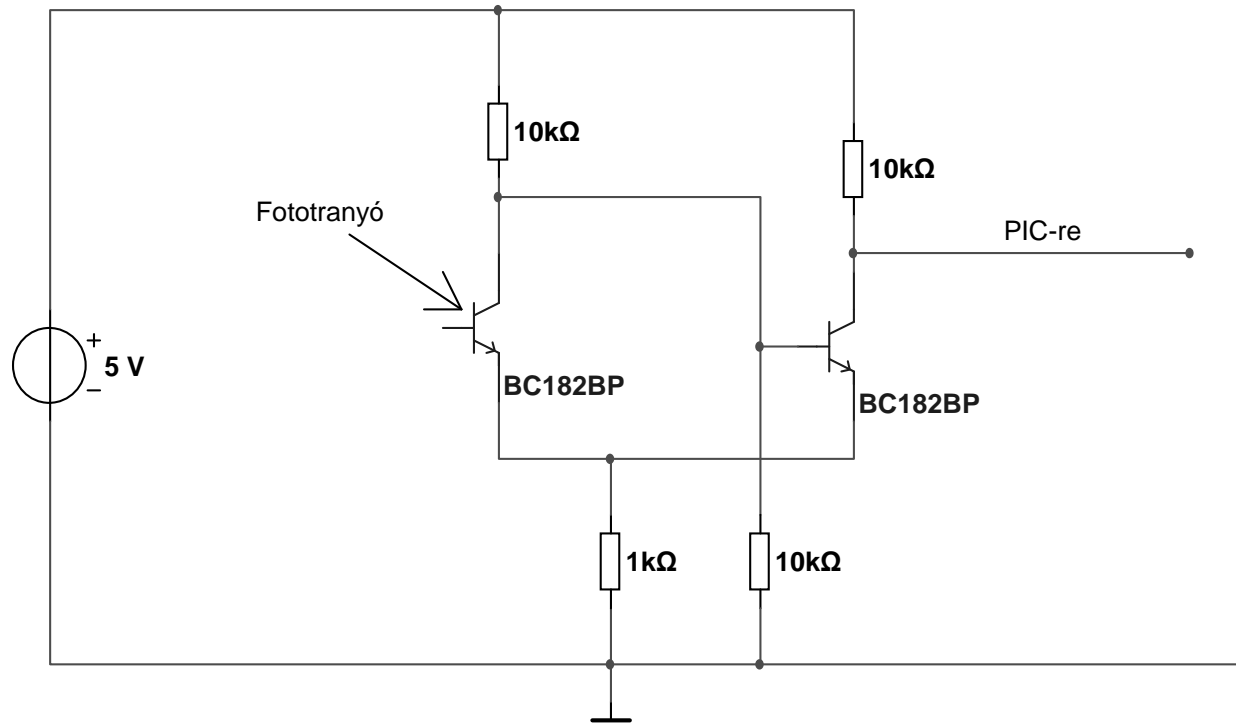 10kΩ
10kΩ
Fototranyó
PIC-re
+
5 V
−
BC182BP
BC182BP
1kΩ
10kΩ